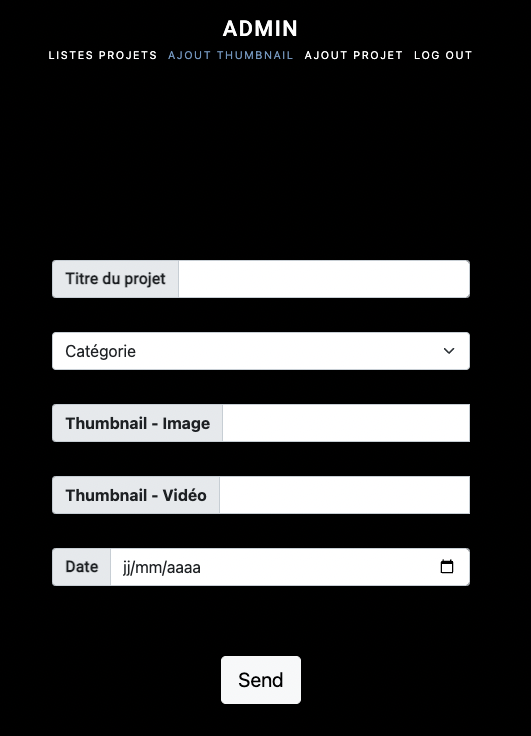 ADMIN
LISTES PROJETS AJOUT THUMBNAIL AJOUT PROJET LOG OUT
Titre du projet
Catégorie
Thumbnail - Image
Thumbnail - Vidéo
Date jj/mm/aaaa
Send